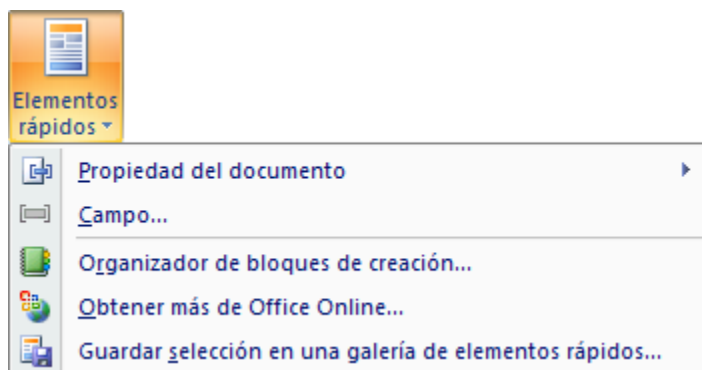 Elementos
rápidos
Propiedad del documento
Campo...
Organizador de bloques de creación...
Obtener más de Office Online...
Guardar selección en una galería de elementos rápidos...